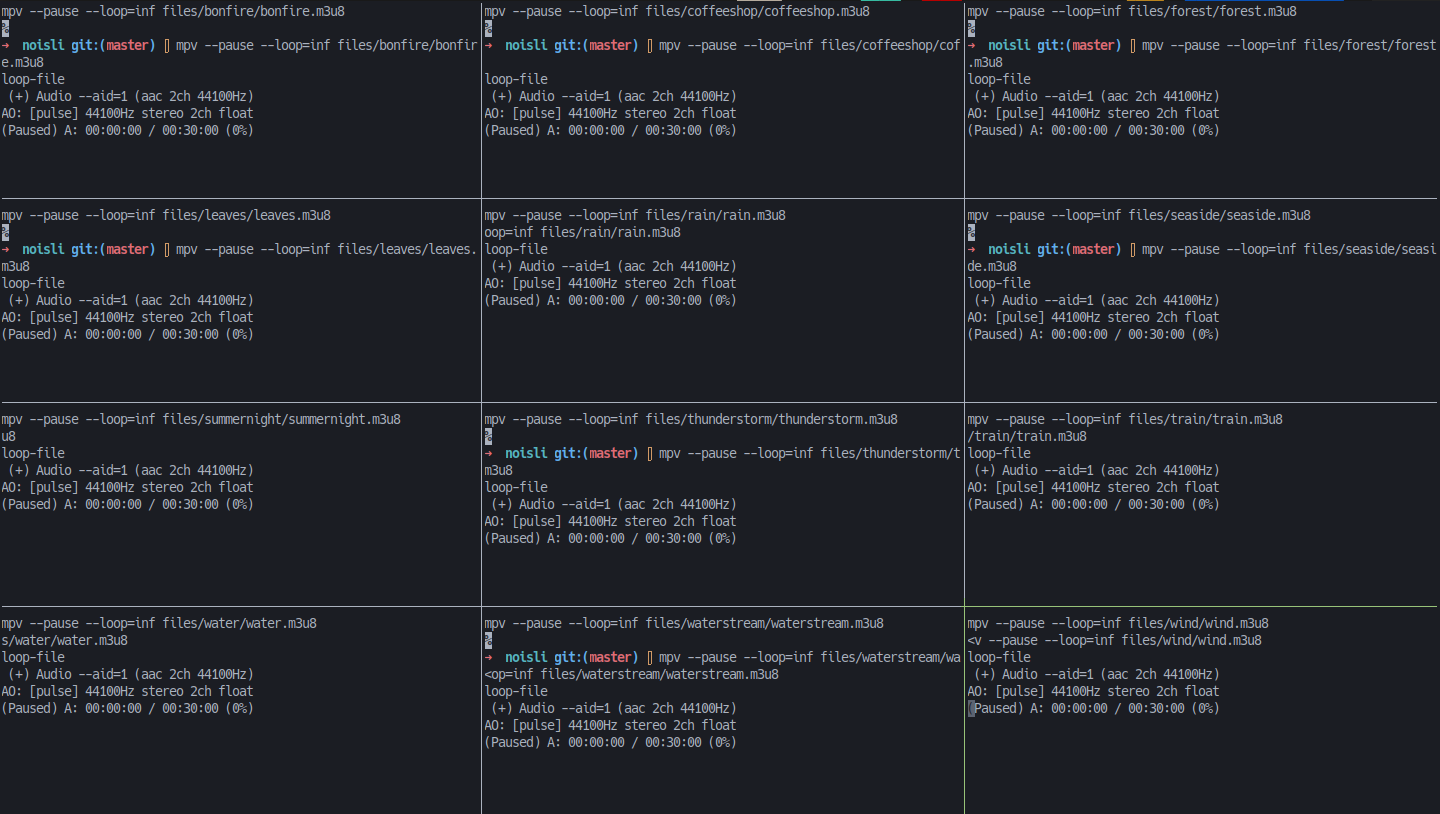 mpv --pause --loop=inf files/bonfire/bonfire.m3u8
%
➜  noisli git:(master) ▯ mpv --pause --loop=inf files/bonfire/bonfir
e.m3u8
loop-file
 (+) Audio --aid=1 (aac 2ch 44100Hz)
AO: [pulse] 44100Hz stereo 2ch float
(Paused) A: 00:00:00 / 00:30:00 (0%)
mpv --pause --loop=inf files/coffeeshop/coffeeshop.m3u8
%
➜  noisli git:(master) ▯ mpv --pause --loop=inf files/coffeeshop/cof
loop-file
 (+) Audio --aid=1 (aac 2ch 44100Hz)
AO: [pulse] 44100Hz stereo 2ch float
(Paused) A: 00:00:00 / 00:30:00 (0%)
mpv --pause --loop=inf files/forest/forest.m3u8
%
➜  noisli git:(master) ▯ mpv --pause --loop=inf files/forest/forest
.m3u8
loop-file
 (+) Audio --aid=1 (aac 2ch 44100Hz)
AO: [pulse] 44100Hz stereo 2ch float
(Paused) A: 00:00:00 / 00:30:00 (0%)
mpv --pause --loop=inf files/leaves/leaves.m3u8
%
➜  noisli git:(master) ▯ mpv --pause --loop=inf files/leaves/leaves.
m3u8
loop-file
 (+) Audio --aid=1 (aac 2ch 44100Hz)
AO: [pulse] 44100Hz stereo 2ch float
(Paused) A: 00:00:00 / 00:30:00 (0%)
mpv --pause --loop=inf files/rain/rain.m3u8
oop=inf files/rain/rain.m3u8
loop-file
 (+) Audio --aid=1 (aac 2ch 44100Hz)
AO: [pulse] 44100Hz stereo 2ch float
(Paused) A: 00:00:00 / 00:30:00 (0%)
mpv --pause --loop=inf files/seaside/seaside.m3u8
%
➜  noisli git:(master) ▯ mpv --pause --loop=inf files/seaside/seasi
de.m3u8
loop-file
 (+) Audio --aid=1 (aac 2ch 44100Hz)
AO: [pulse] 44100Hz stereo 2ch float
(Paused) A: 00:00:00 / 00:30:00 (0%)
mpv --pause --loop=inf files/summernight/summernight.m3u8
u8
loop-file
 (+) Audio --aid=1 (aac 2ch 44100Hz)
AO: [pulse] 44100Hz stereo 2ch float
(Paused) A: 00:00:00 / 00:30:00 (0%)
mpv --pause --loop=inf files/thunderstorm/thunderstorm.m3u8
%
➜  noisli git:(master) ▯ mpv --pause --loop=inf files/thunderstorm/t
m3u8
loop-file
 (+) Audio --aid=1 (aac 2ch 44100Hz)
AO: [pulse] 44100Hz stereo 2ch float
(Paused) A: 00:00:00 / 00:30:00 (0%)
mpv --pause --loop=inf files/train/train.m3u8
/train/train.m3u8
loop-file
 (+) Audio --aid=1 (aac 2ch 44100Hz)
AO: [pulse] 44100Hz stereo 2ch float
(Paused) A: 00:00:00 / 00:30:00 (0%)
mpv --pause --loop=inf files/water/water.m3u8
s/water/water.m3u8
loop-file
 (+) Audio --aid=1 (aac 2ch 44100Hz)
AO: [pulse] 44100Hz stereo 2ch float
(Paused) A: 00:00:00 / 00:30:00 (0%)
mpv --pause --loop=inf files/waterstream/waterstream.m3u8
%
➜  noisli git:(master) ▯ mpv --pause --loop=inf files/waterstream/wa
<op=inf files/waterstream/waterstream.m3u8
loop-file
 (+) Audio --aid=1 (aac 2ch 44100Hz)
AO: [pulse] 44100Hz stereo 2ch float
(Paused) A: 00:00:00 / 00:30:00 (0%)
mpv --pause --loop=inf files/wind/wind.m3u8
<v --pause --loop=inf files/wind/wind.m3u8
loop-file
 (+) Audio --aid=1 (aac 2ch 44100Hz)
AO: [pulse] 44100Hz stereo 2ch float
(Paused) A: 00:00:00 / 00:30:00 (0%)